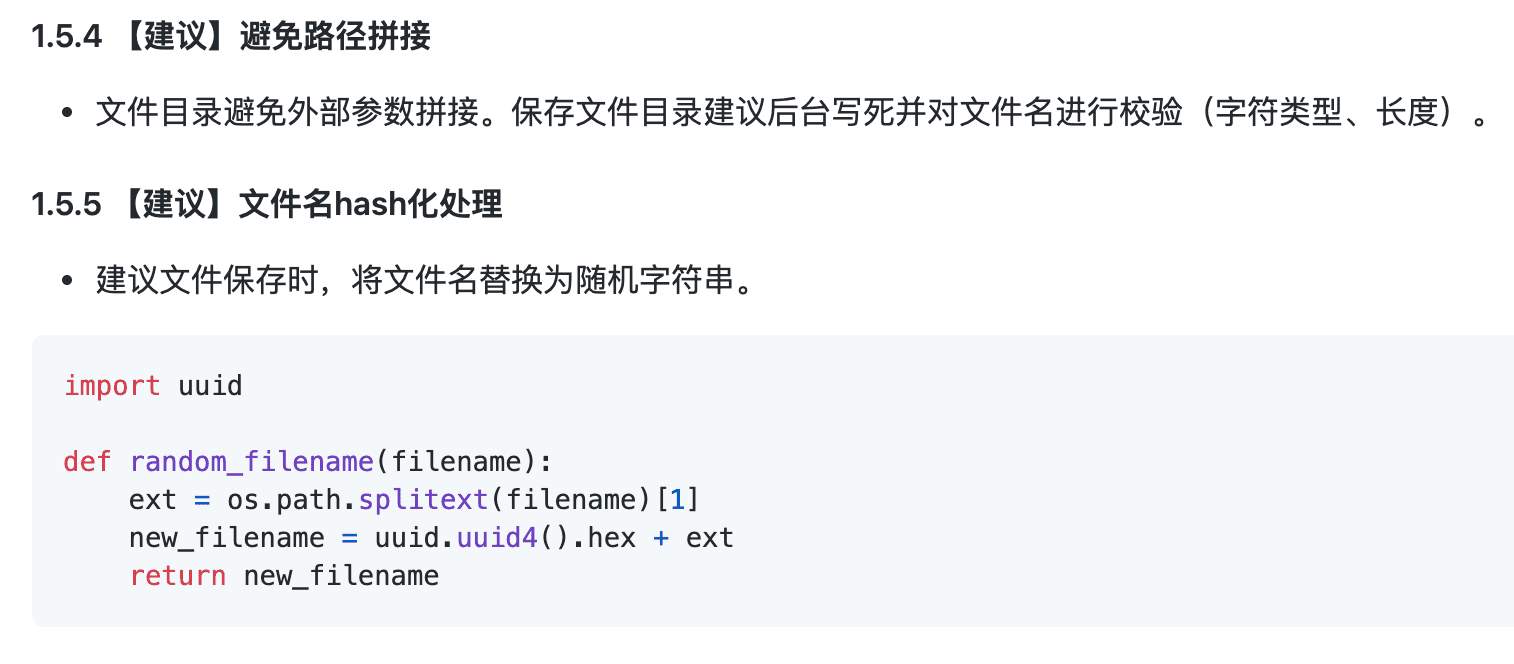 1.5.4 【建议】避免路径拼接
• 文件目录避免外部参数拼接。保存文件目录建议后台写死并对文件名进行校验（字符类型、长度）。
1.5.5 【建议】文件名hash化处理
• 建议文件保存时，将文件名替换为随机字符串。
import uuid
def random_filename(filename):
    ext = os.path.splitext(filename)[1]
    new_filename = uuid.uuid4().hex + ext
    return new_filename